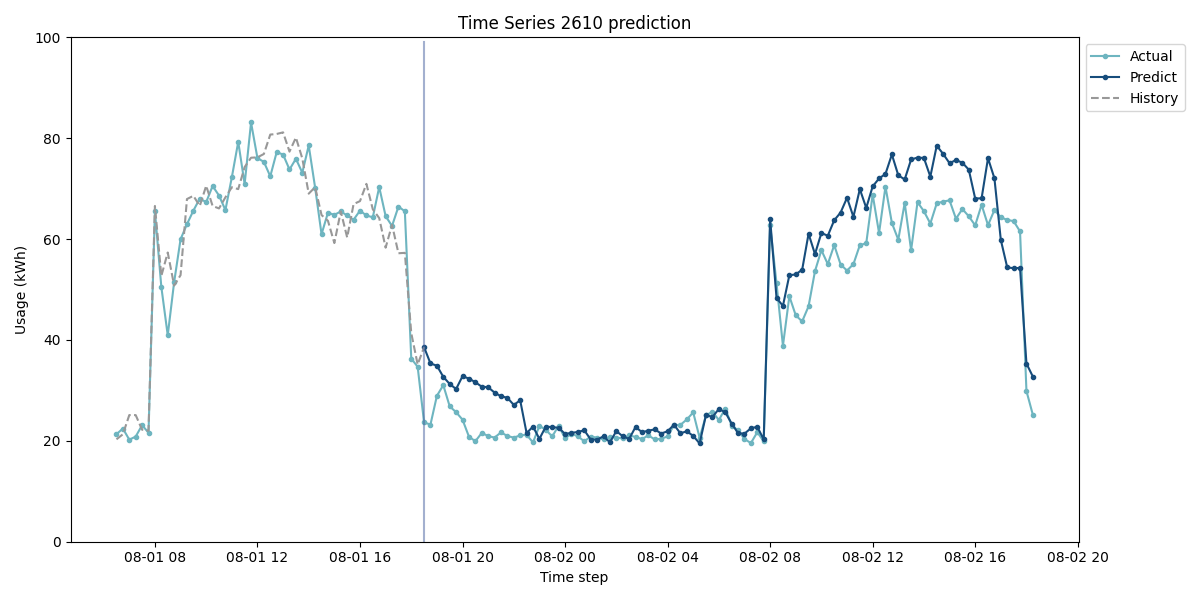 Time Series 2610 prediction
Usage (kWh)
100
80
60
40
20
0
08-01 08
08-01 12
08-01 16
08-01 20
08-02 00
08-02 04
08-02 08
08-02 12
08-02 16
08-02 20
Time step
Actual
Predict
History